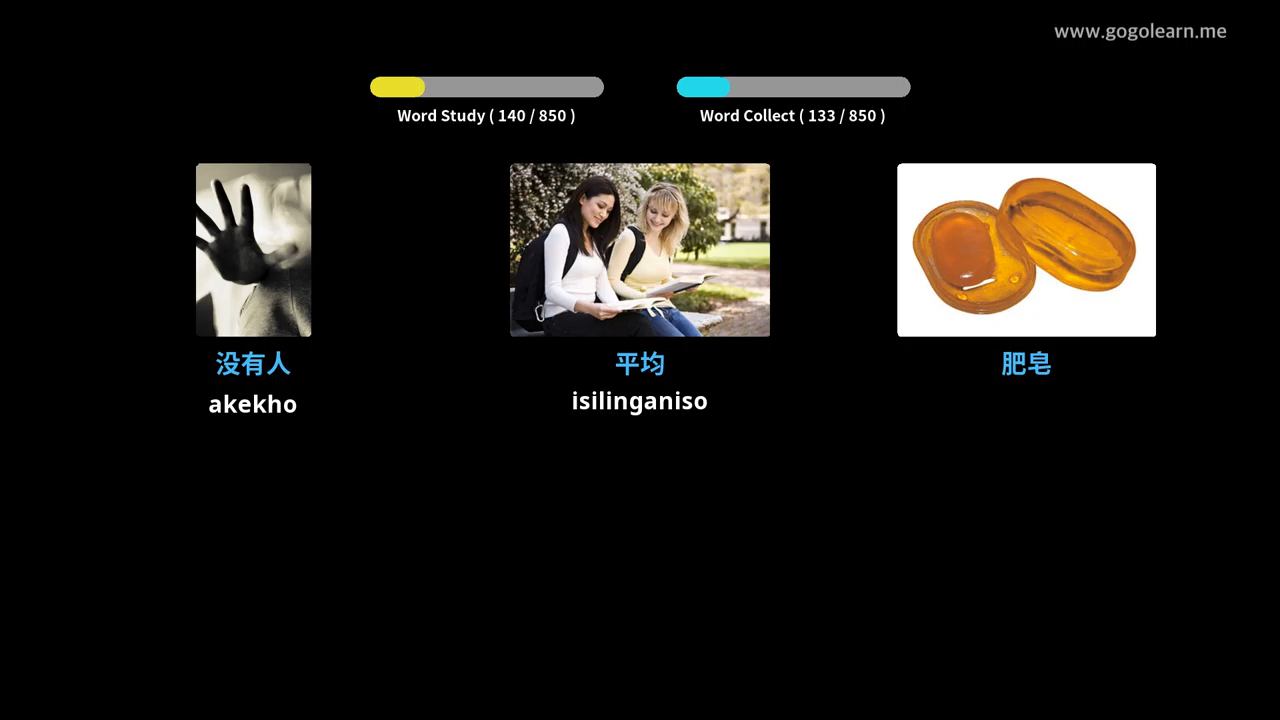 www.gogolearn.me
Word Study ( 140 / 850 )
Word Collect ( 133 / 850 )
没有人
akekho
平均
isilinganiso
肥皂